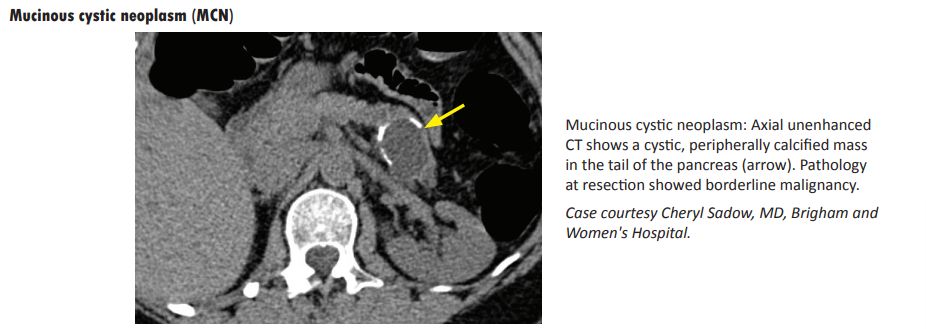 Mucinous cystic neoplasm (MCN)
Mucinous cystic neoplasm: Axial unenhanced
CT shows a cystic, peripherally calcified mass
in the tail of the pancreas (arrow). Pathology
at resection showed borderline malignancy.
Case courtesy Cheryl Sadow, MD, Brigham and
Women's Hospital.